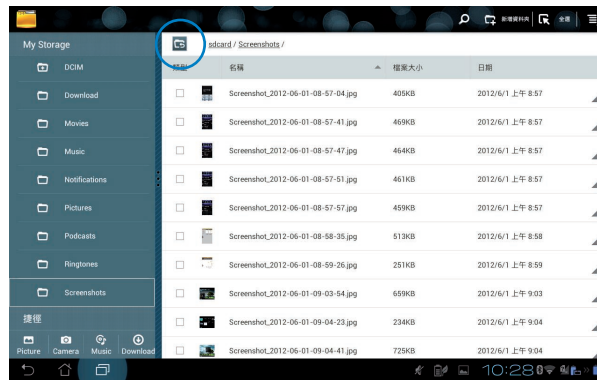 新增資料夾 全選
My Storage
sdcard / Screenshots /
類型 名稱 檔案大小 日期
DCIM
Download
Movies
Music
Notifications
Pictures
Podcasts
Ringtones
Screenshots
Screenshot_2012-06-01-08-57-04.jpg 405KB 2012/6/1 上午 8:57
Screenshot_2012-06-01-08-57-41.jpg 469KB 2012/6/1 上午 8:57
Screenshot_2012-06-01-08-57-47.jpg 464KB 2012/6/1 上午 8:57
Screenshot_2012-06-01-08-57-51.jpg 461KB 2012/6/1 上午 8:57
Screenshot_2012-06-01-08-57-57.jpg 459KB 2012/6/1 上午 8:57
Screenshot_2012-06-01-08-58-35.jpg 513KB 2012/6/1 上午 8:58
Screenshot_2012-06-01-08-59-26.jpg 251KB 2012/6/1 上午 8:59
Screenshot_2012-06-01-09-03-54.jpg 659KB 2012/6/1 上午 9:03
Screenshot_2012-06-01-09-04-23.jpg 234KB 2012/6/1 上午 9:04
Screenshot_2012-06-01-09-04-41.jpg 725KB 2012/6/1 上午 9:04
捷徑
Picture Camera Music Download
10:28